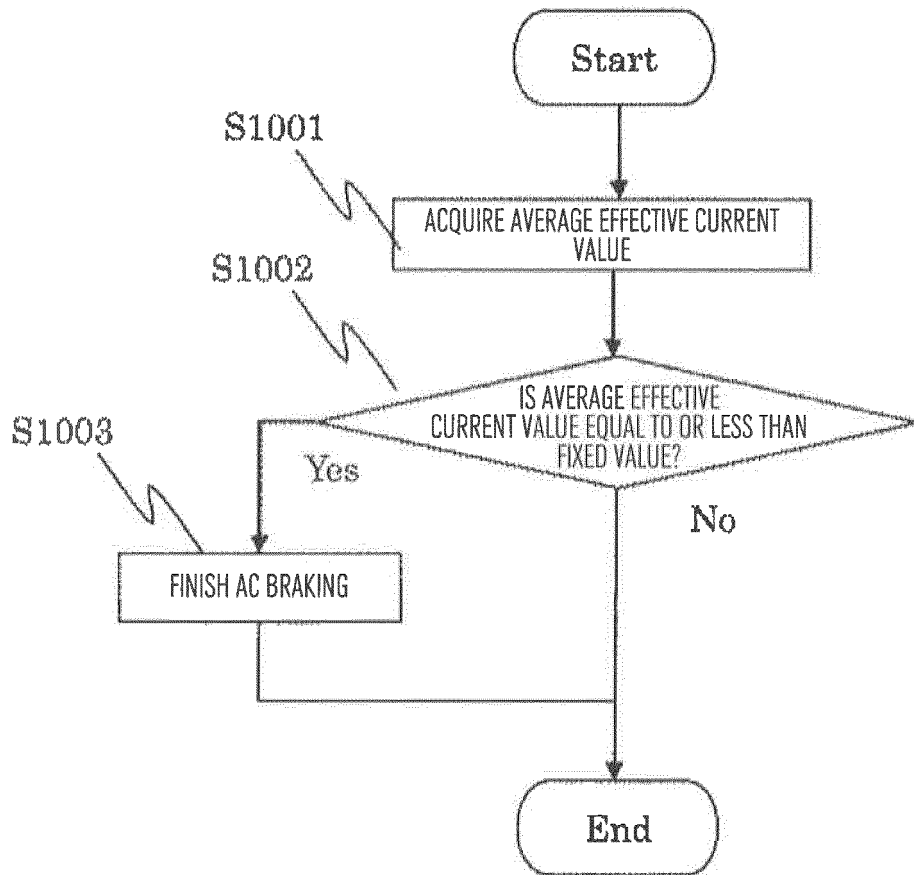 Start
S1001
ACQUIRE AVERAGE EFFECTIVE CURRENT
VALUE
S1002
IS AVERAGE EFFECTIVE
CURRENT VALUE EQUAL TO OR LESS THAN
FIXED VALUE?
S1003
Yes
No
FINISH AC BRAKING
End